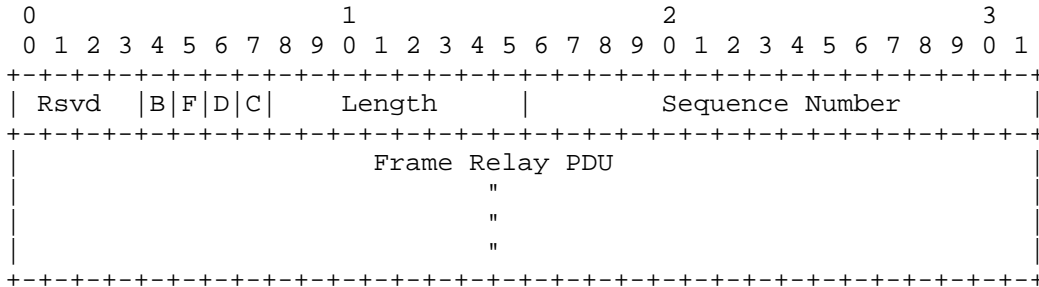 0                   1                   2                   3
 0 1 2 3 4 5 6 7 8 9 0 1 2 3 4 5 6 7 8 9 0 1 2 3 4 5 6 7 8 9 0 1
+-+-+-+-+-+-+-+-+-+-+-+-+-+-+-+-+-+-+-+-+-+-+-+-+-+-+-+-+-+-+-+-+
| Rsvd  |B|F|D|C|    Length     |        Sequence Number        |
+-+-+-+-+-+-+-+-+-+-+-+-+-+-+-+-+-+-+-+-+-+-+-+-+-+-+-+-+-+-+-+-+
|                      Frame Relay PDU                          |
|                             "                                 |
|                             "                                 |
|                             "                                 |
+-+-+-+-+-+-+-+-+-+-+-+-+-+-+-+-+-+-+-+-+-+-+-+-+-+-+-+-+-+-+-+-+